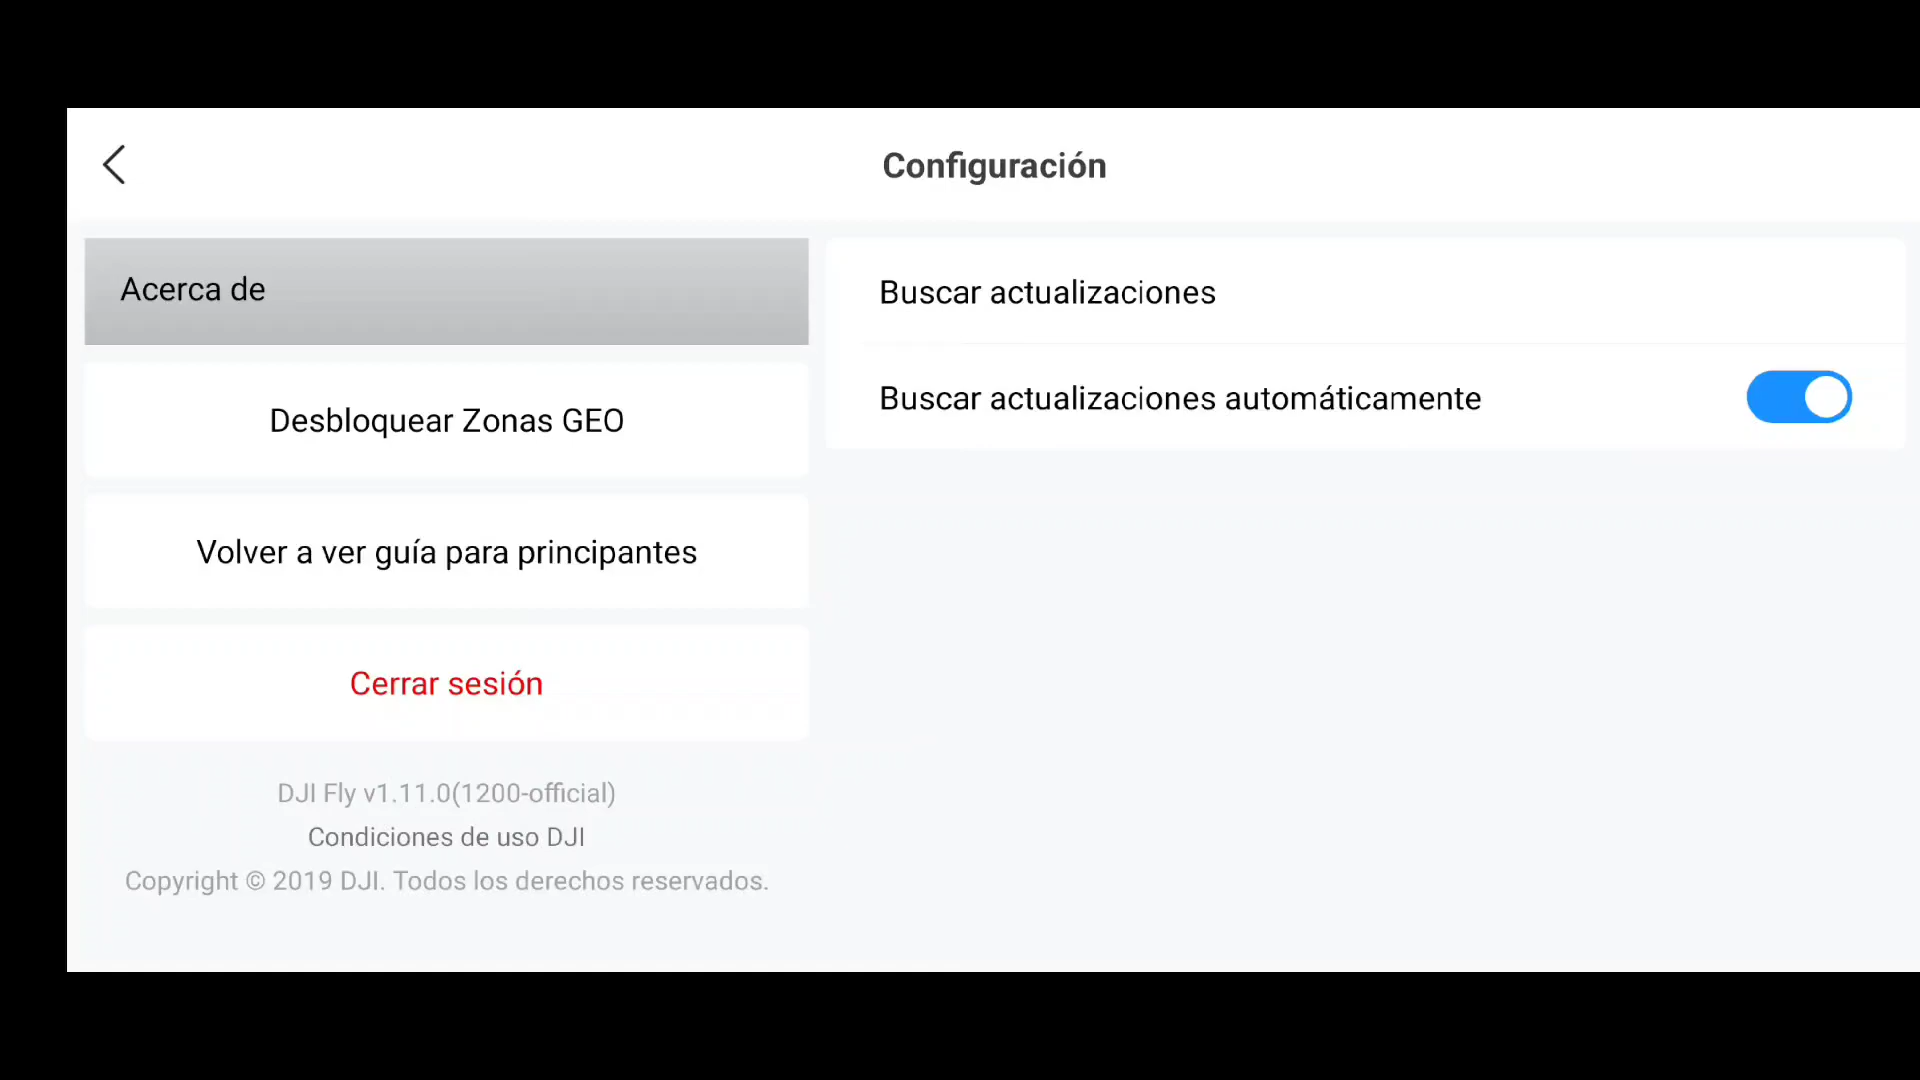 Configuración
Acerca de
Desbloquear Zonas GEO
Volver a ver guía para principantes
Cerrar sesión
DJI Fly v1.11.0(1200-official)
Condiciones de uso DJI
Copyright © 2019 DJI. Todos los derechos reservados.
Buscar actualizaciones
Buscar actualizaciones automáticamente